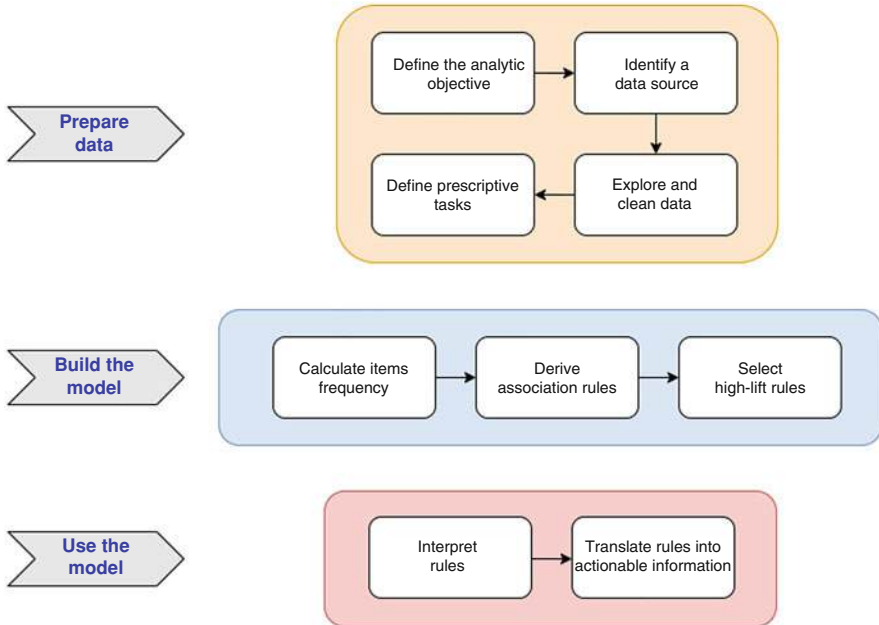 Prepare
data
Define the analytic
objective
Identify a
data source
Define prescriptive
tasks
Explore and
clean data
Build the
model
Calculate items
frequency
Derive
association rules
Select
high-lift rules
Use the
model
Interpret
rules
Translate rules into
actionable information